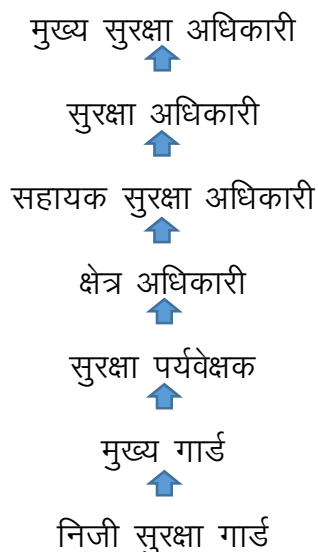 मुख्य सुरक्षा अधिकारी
सुरक्षा अधिकारी
सहायक सुरक्षा अधिकारी
क्षेत्र अधिकारी
सुरक्षा पर्यवेक्षक
मुख्य गार्ड
निजी सुरक्षा गार्ड